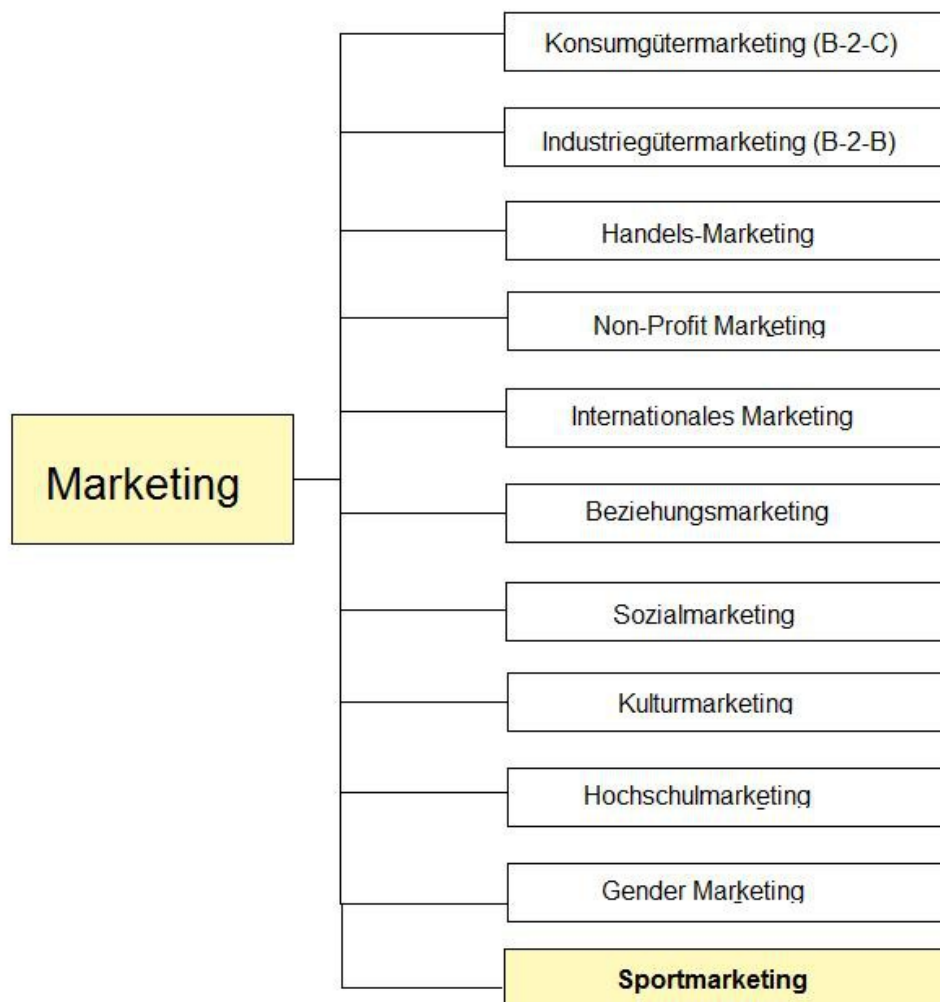 Konsumgütermarketing (B-2-C)
Industriegütermarketing (B-2-B)
Handels-Marketing
Non-Profit Marketing
Internationales Marketing
Marketing
Beziehungsmarketing
Sozialmarketing
Kulturmarketing
Hochschulmarketing
Gender Marketing
Sportmarketing